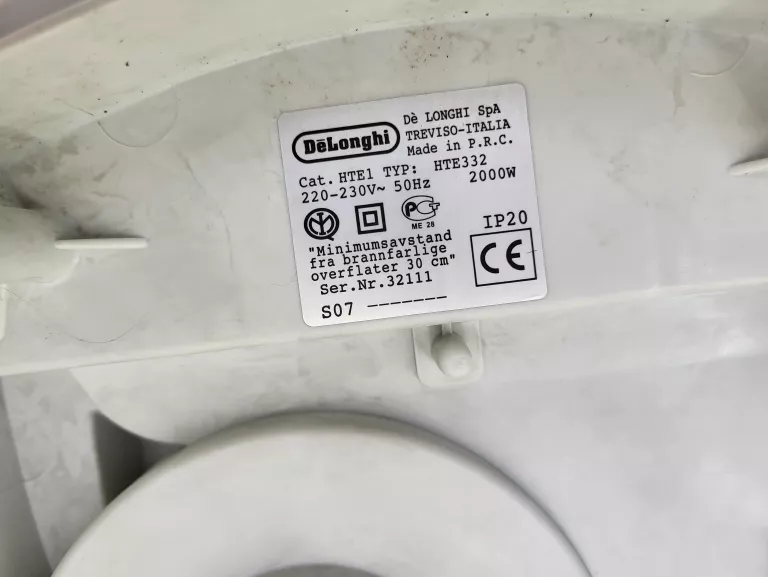 DeLonghi
Dè LONGHI SpA
TREVISO-ITALIA
Made in P.R.C.
Cat. HTE1 TYP: HTE332
220-230V~ 50Hz 2000W
ME 28
IP20
"Minimumsavstand
fra brannfarlige
overflater 30 cm"
Ser.Nr.32111
CE
S07 -------